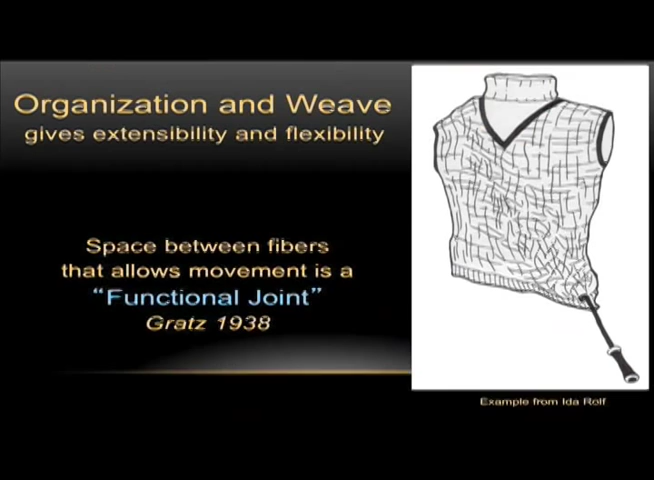 Organization and Weave
gives extensibility and flexibility
Space between fibers
that allows movement is a
“Functional Joint”
Gratz 1938
Example from Ida Rolf